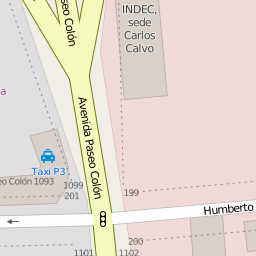 INDEC,
sede
Carlos
Calvo
Paseo Colón
Avenida Paseo Colón
Taxi P3
Colón 1093
1099
201
199
Humberto
200
1101
1102